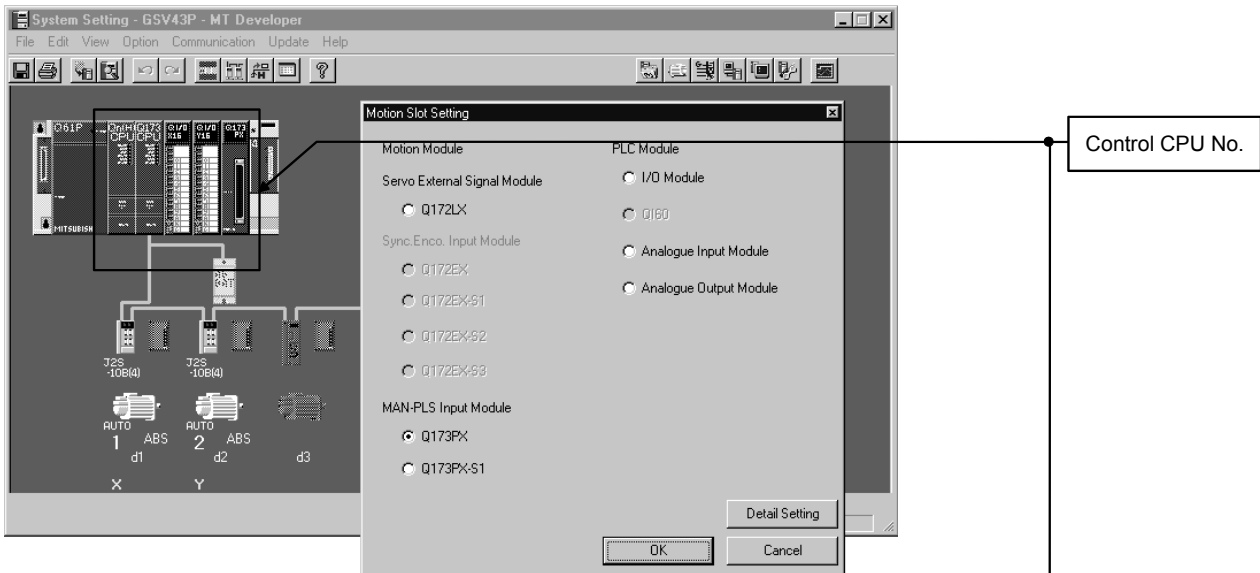 System Setting - GSV43P - MT Developer
File Edit View Option Communication Update Help
Q61P
Qn(H) CPU
Q173 CPU
QI/O X16
QI/O Y16
Q173 PX
MITSUBISH
J2S -10B(4)
J2S -10B(4)
AUTO
1 ABS
d1
AUTO
2 ABS
d2
d3
X
Y
Motion Slot Setting
Motion Module
Servo External Signal Module
Q172LX
Sync.Enco. Input Module
Q172EX
Q172EX-S1
Q172EX-S2
Q172EX-S3
MAN-PLS Input Module
Q173PX
Q173PX-S1
PLC Module
I/O Module
QI60
Analogue Input Module
Analogue Output Module
Detail Setting
OK
Cancel
Control CPU No.